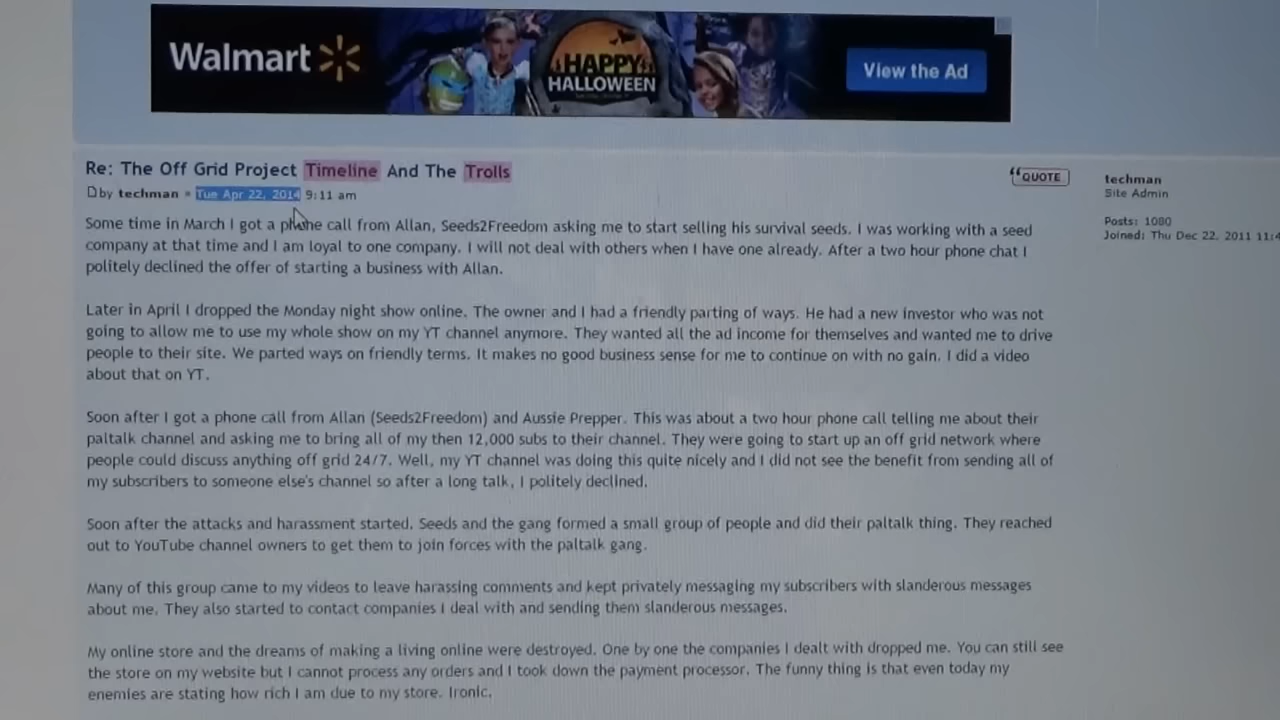 Walmart
HAPPY
HALLOWEEN
View the Ad
Re: The Off Grid Project Timeline And The Trolls
by techman » Tue Apr 22, 2014 9:11 am
QUOTE
techman
Site Admin
Posts: 1080
Joined: Thu Dec 22, 2011 11:4
Some time in March I got a phone call from Allan, Seeds2Freedom asking me to start selling his survival seeds. I was working with a seed
company at that time and I am loyal to one company. I will not deal with others when I have one already. After a two hour phone chat I
politely declined the offer of starting a business with Allan.
Later in April I dropped the Monday night show online. The owner and I had a friendly parting of ways. He had a new investor who was not
going to allow me to use my whole show on my YT channel anymore. They wanted all the ad income for themselves and wanted me to drive
people to their site. We parted ways on friendly terms. It makes no good business sense for me to continue on with no gain. I did a video
about that on YT.
Soon after I got a phone call from Allan (Seeds2Freedom) and Aussie Prepper. This was about a two hour phone call telling me about their
paltalk channel and asking me to bring all of my then 12,000 subs to their channel. They were going to start up an off grid network where
people could discuss anything off grid 24/7. Well, my YT channel was doing this quite nicely and I did not see the benefit from sending all of
my subscribers to someone else's channel so after a long talk, I politely declined.
Soon after the attacks and harassment started. Seeds and the gang formed a small group of people and did their paltalk thing. They reached
out to YouTube channel owners to get them to join forces with the paltalk gang.
Many of this group came to my videos to leave harassing comments and kept privately messaging my subscribers with slanderous messages
about me. They also started to contact companies I deal with and sending them slanderous messages.
My online store and the dreams of making a living online were destroyed. One by one the companies I dealt with dropped me. You can still see
the store on my website but I cannot process any orders and I took down the payment processor. The funny thing is that even today my
enemies are stating how rich I am due to my store. Ironic.